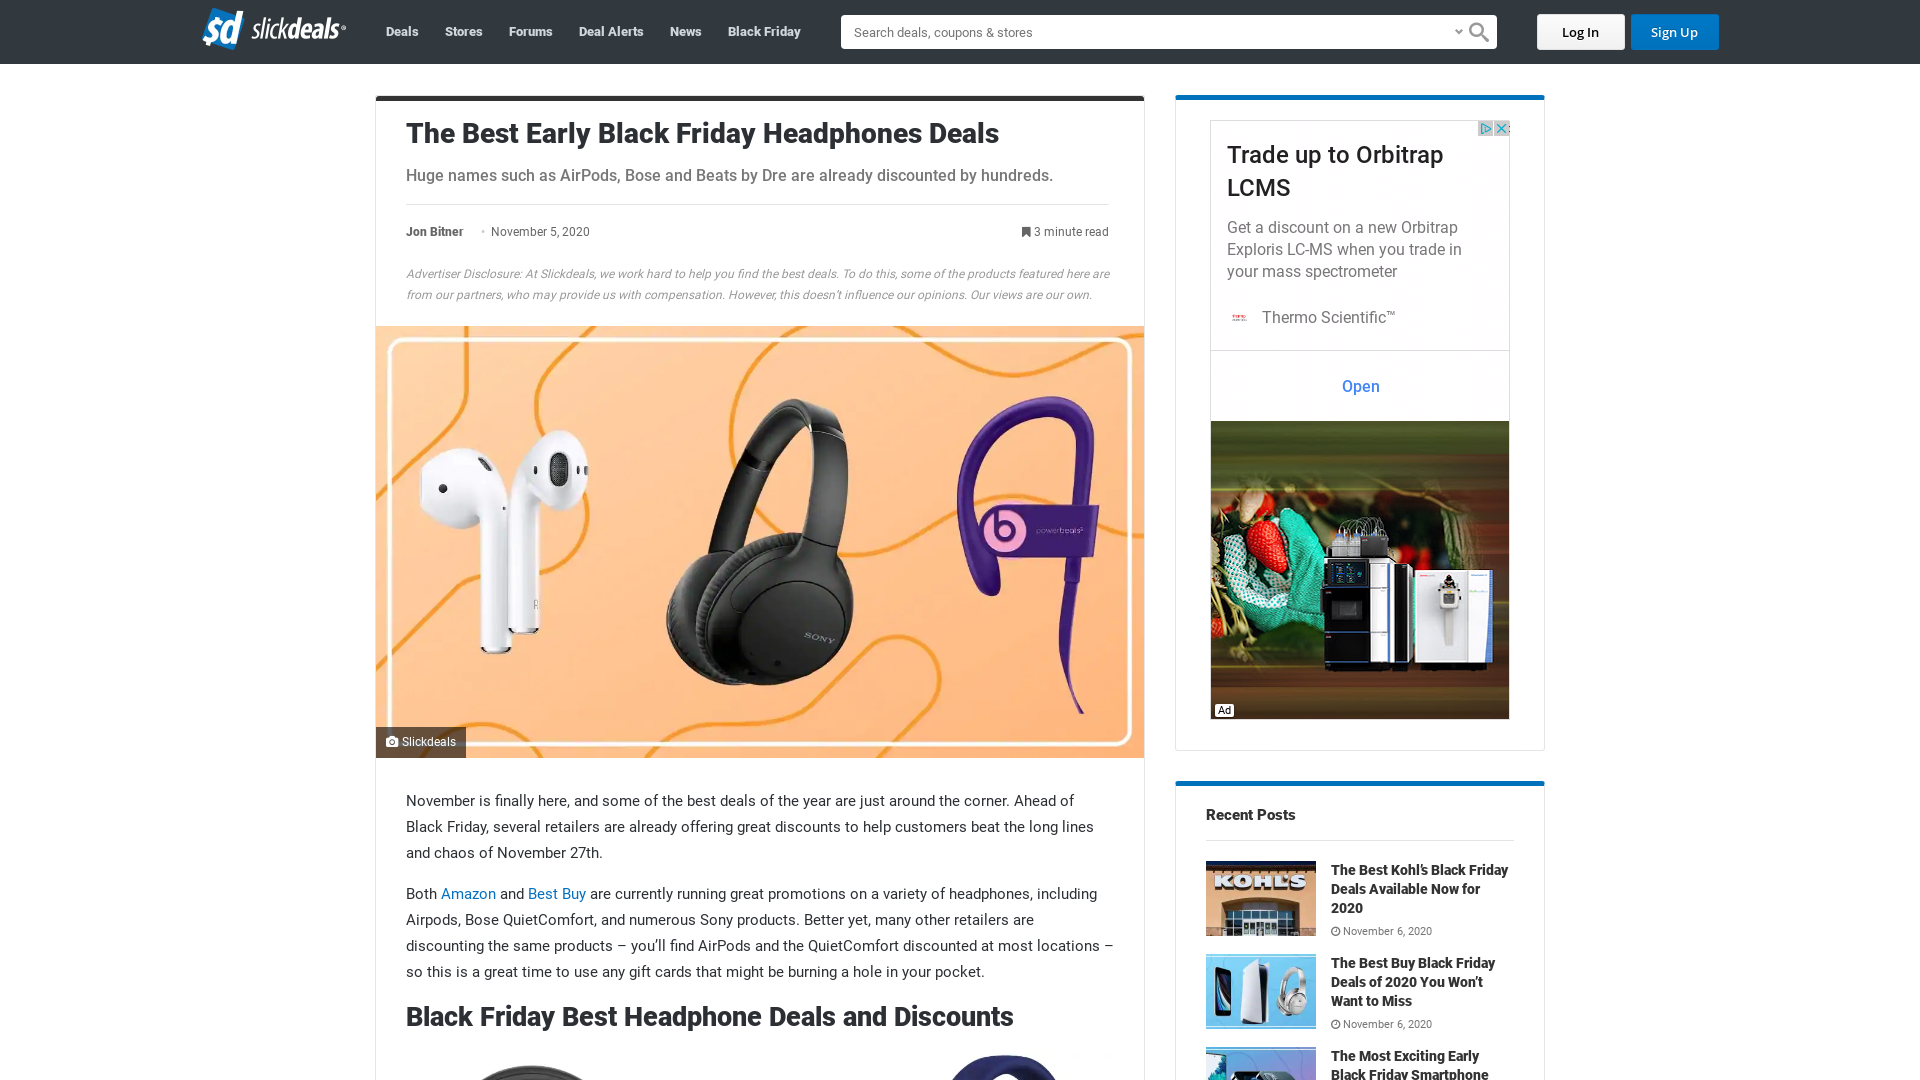 sd slickdeals
Deals
Stores
Forums
Deal Alerts
News
Black Friday
Search deals, coupons & stores
Log In
Sign Up
The Best Early Black Friday Headphones Deals
Huge names such as AirPods, Bose and Beats by Dre are already discounted by hundreds.
Jon Bitner • November 5, 2020
3 minute read
Advertiser Disclosure: At Slickdeals, we work hard to help you find the best deals. To do this, some of the products featured here are
from our partners, who may provide us with compensation. However, this doesn’t influence our opinions. Our views are our own.
SONY
b
powerbeats3
Slickdeals
November is finally here, and some of the best deals of the year are just around the corner. Ahead of
Black Friday, several retailers are already offering great discounts to help customers beat the long lines
and chaos of November 27th.
Both Amazon and Best Buy are currently running great promotions on a variety of headphones, including
Airpods, Bose QuietComfort, and numerous Sony products. Better yet, many other retailers are
discounting the same products – you’ll find AirPods and the QuietComfort discounted at most locations –
so this is a great time to use any gift cards that might be burning a hole in your pocket.
Black Friday Best Headphone Deals and Discounts
Trade up to Orbitrap
LCMS
Get a discount on a new Orbitrap
Exploris LC-MS when you trade in
your mass spectrometer
Thermo Scientific™
Open
Ad
Recent Posts
KOHL'S
The Best Kohl’s Black Friday
Deals Available Now for
2020
November 6, 2020
The Best Buy Black Friday
Deals of 2020 You Won’t
Want to Miss
November 6, 2020
The Most Exciting Early
Black Friday Smartphone